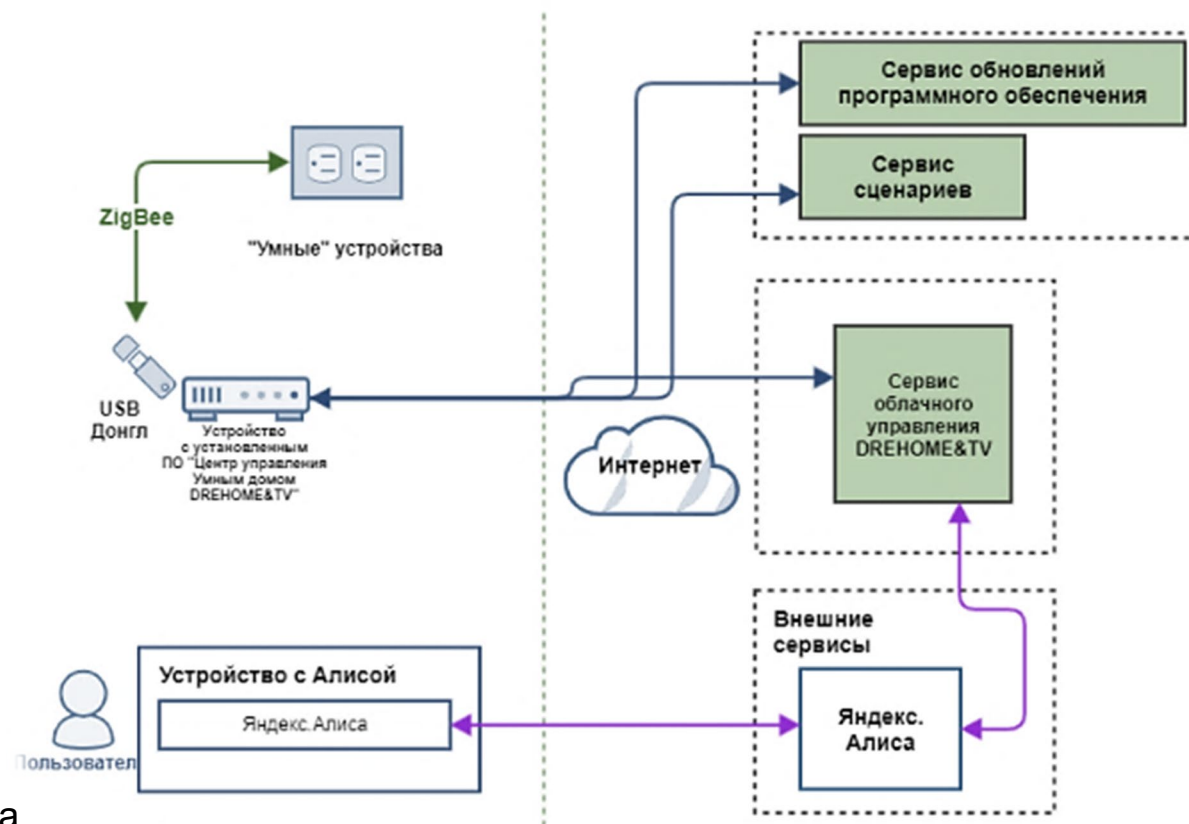 Сервис обновлений
программного обеспечения
Сервис
сценариев
ZigBee
"Умные" устройства
USB
Донгл
Устройство
с установленным
ПО "Центр управления
Умным домом
DREHOME&TV"
Интернет
Сервис
облачного
управления
DREHOME&TV
Внешние
сервисы
Яндекс.
Алиса
Устройство с Алисой
Яндекс.Алиса
Пользовател
а